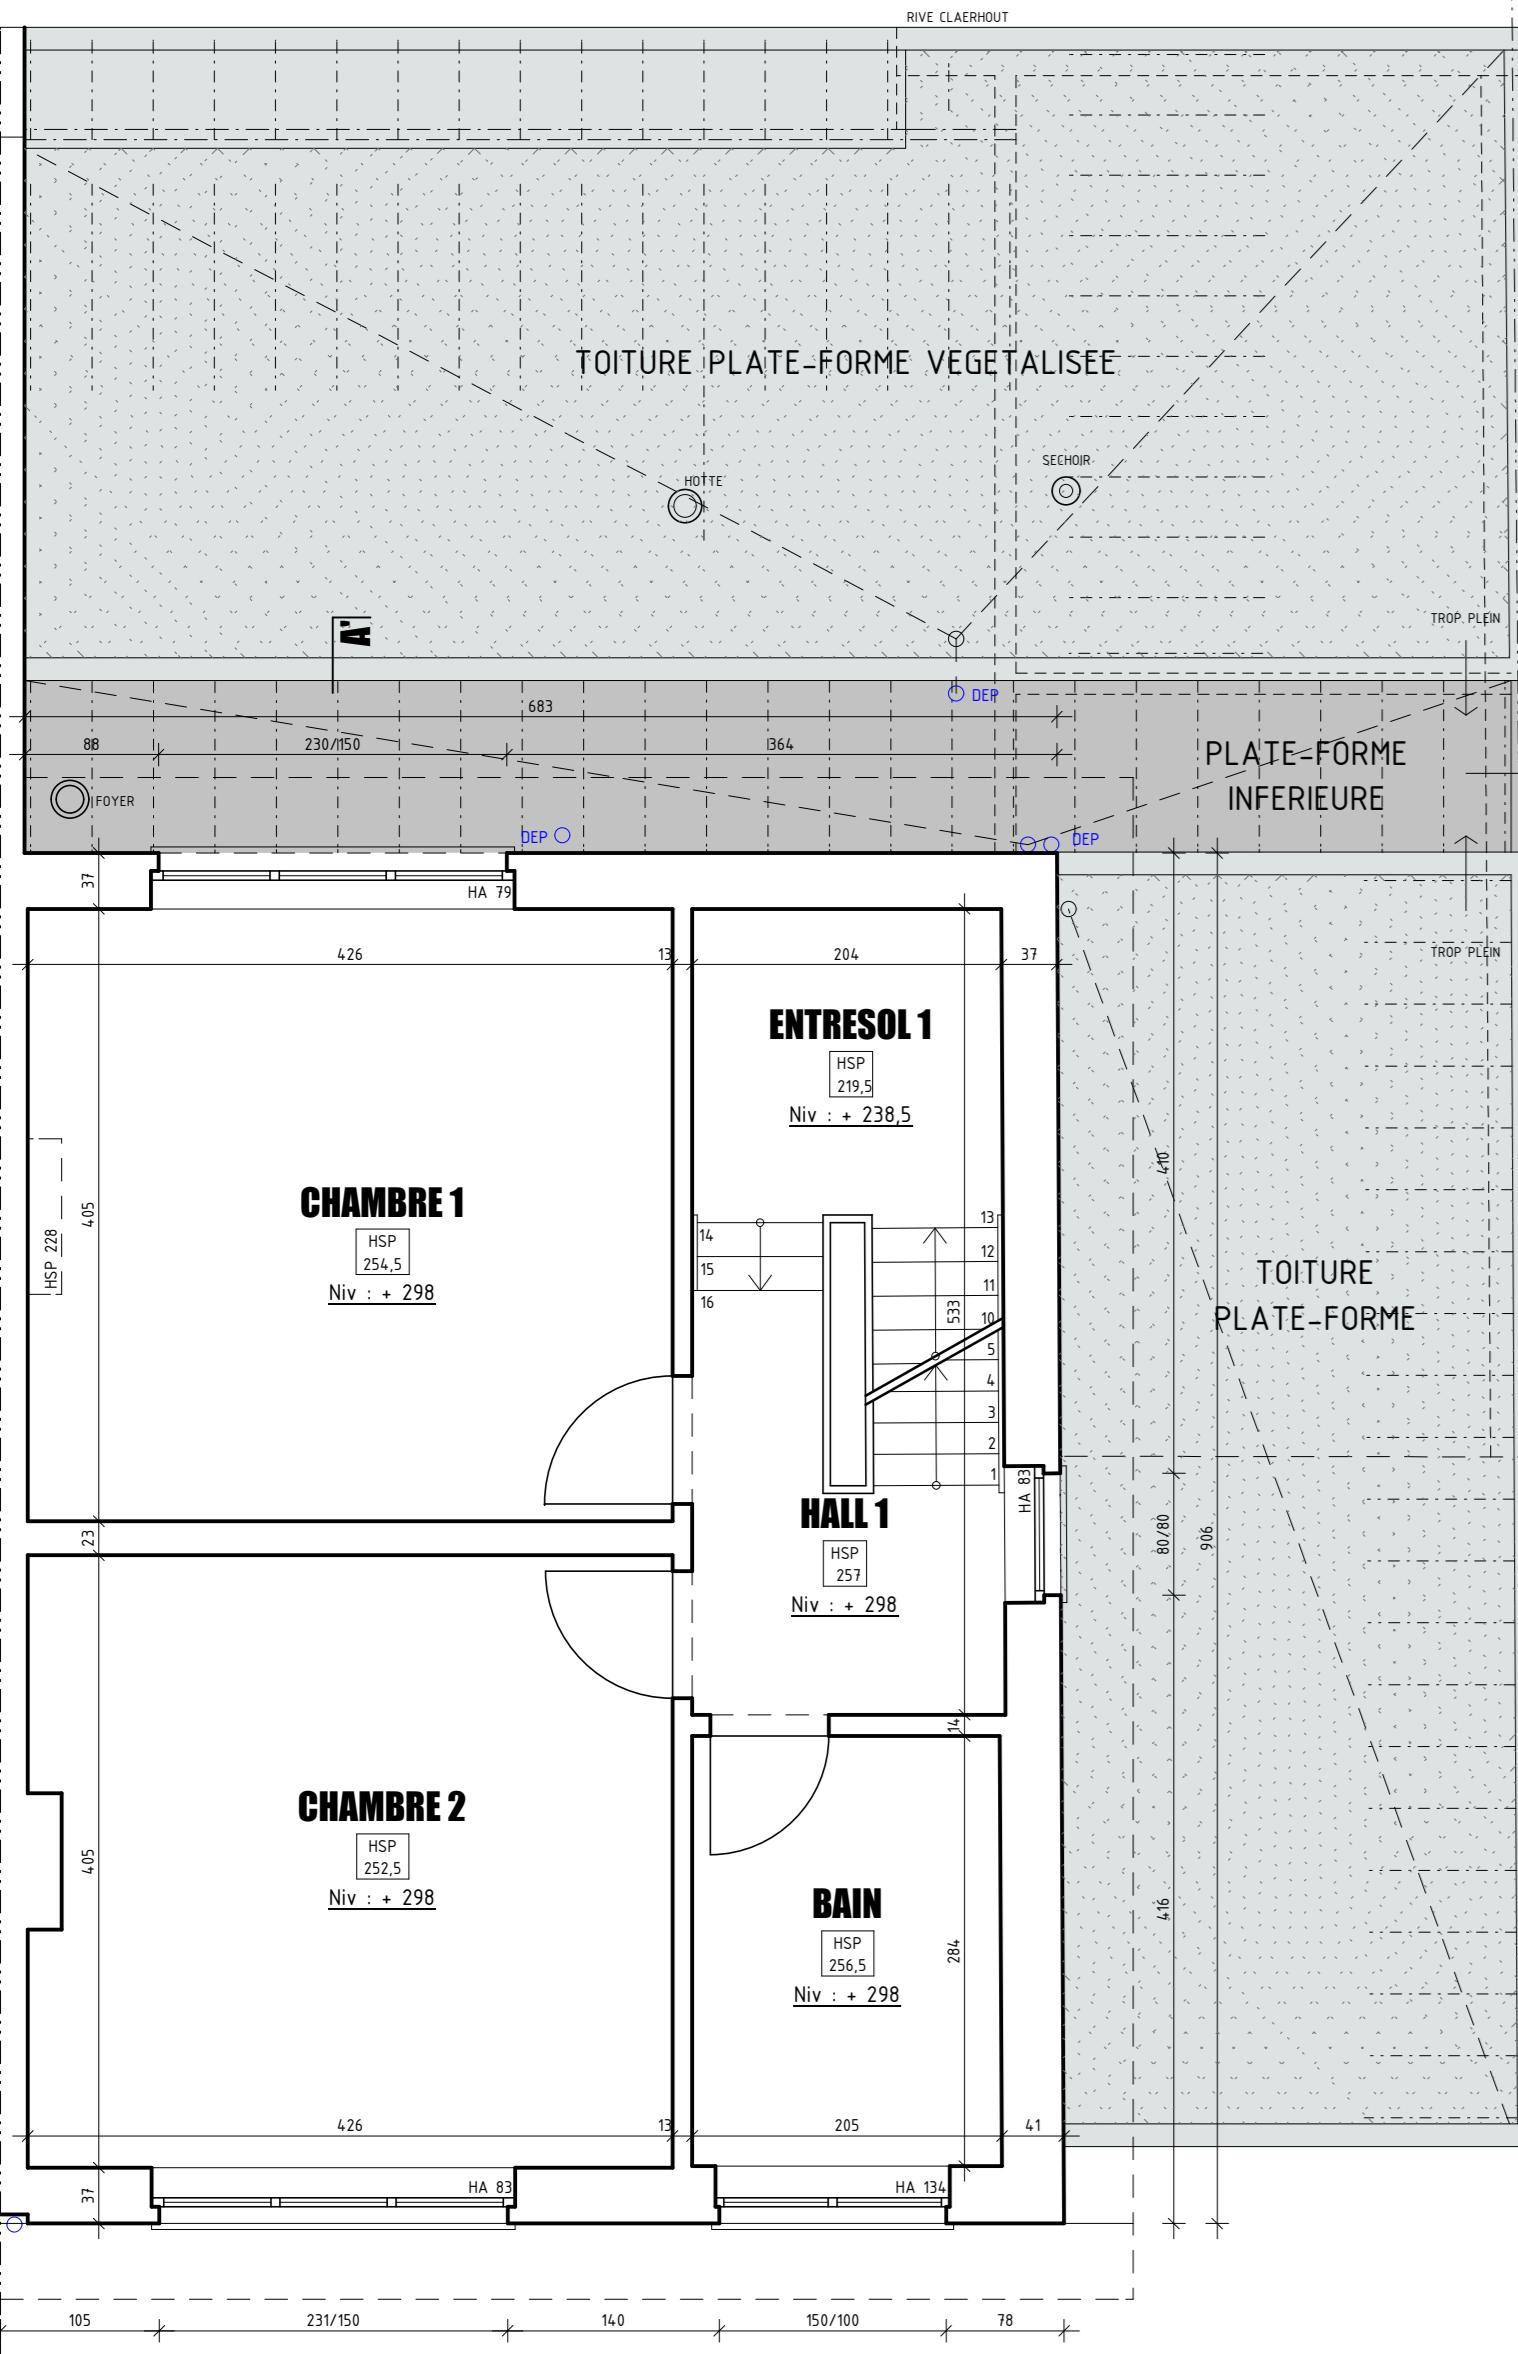 RIVE CLAERHOUT
TOITURE PLATE-FORME VEGETALISEE
HOTTE
SECHOIR
TROP PLEIN
A'
DEP
683
88
230/150
364
PLATE-FORME
INFERIEURE
FOYER
DEP
DEP
37
HA 79
426
13
204
37
TROP PLEIN
ENTRESOL 1
HSP
219,5
Niv : + 238,5
410
405
CHAMBRE 1
HSP
254,5
Niv : + 298
HSP 228
14
15
16
13
12
11
10
5
4
3
2
1
533
TOITURE
PLATE-FORME
HA 83
HALL 1
HSP
257
Niv : + 298
80/80
906
23
14
CHAMBRE 2
HSP
252,5
Niv : + 298
405
BAIN
HSP
256,5
Niv : + 298
284
416
426
13
205
41
37
HA 83
HA 134
105
231/150
140
150/100
78